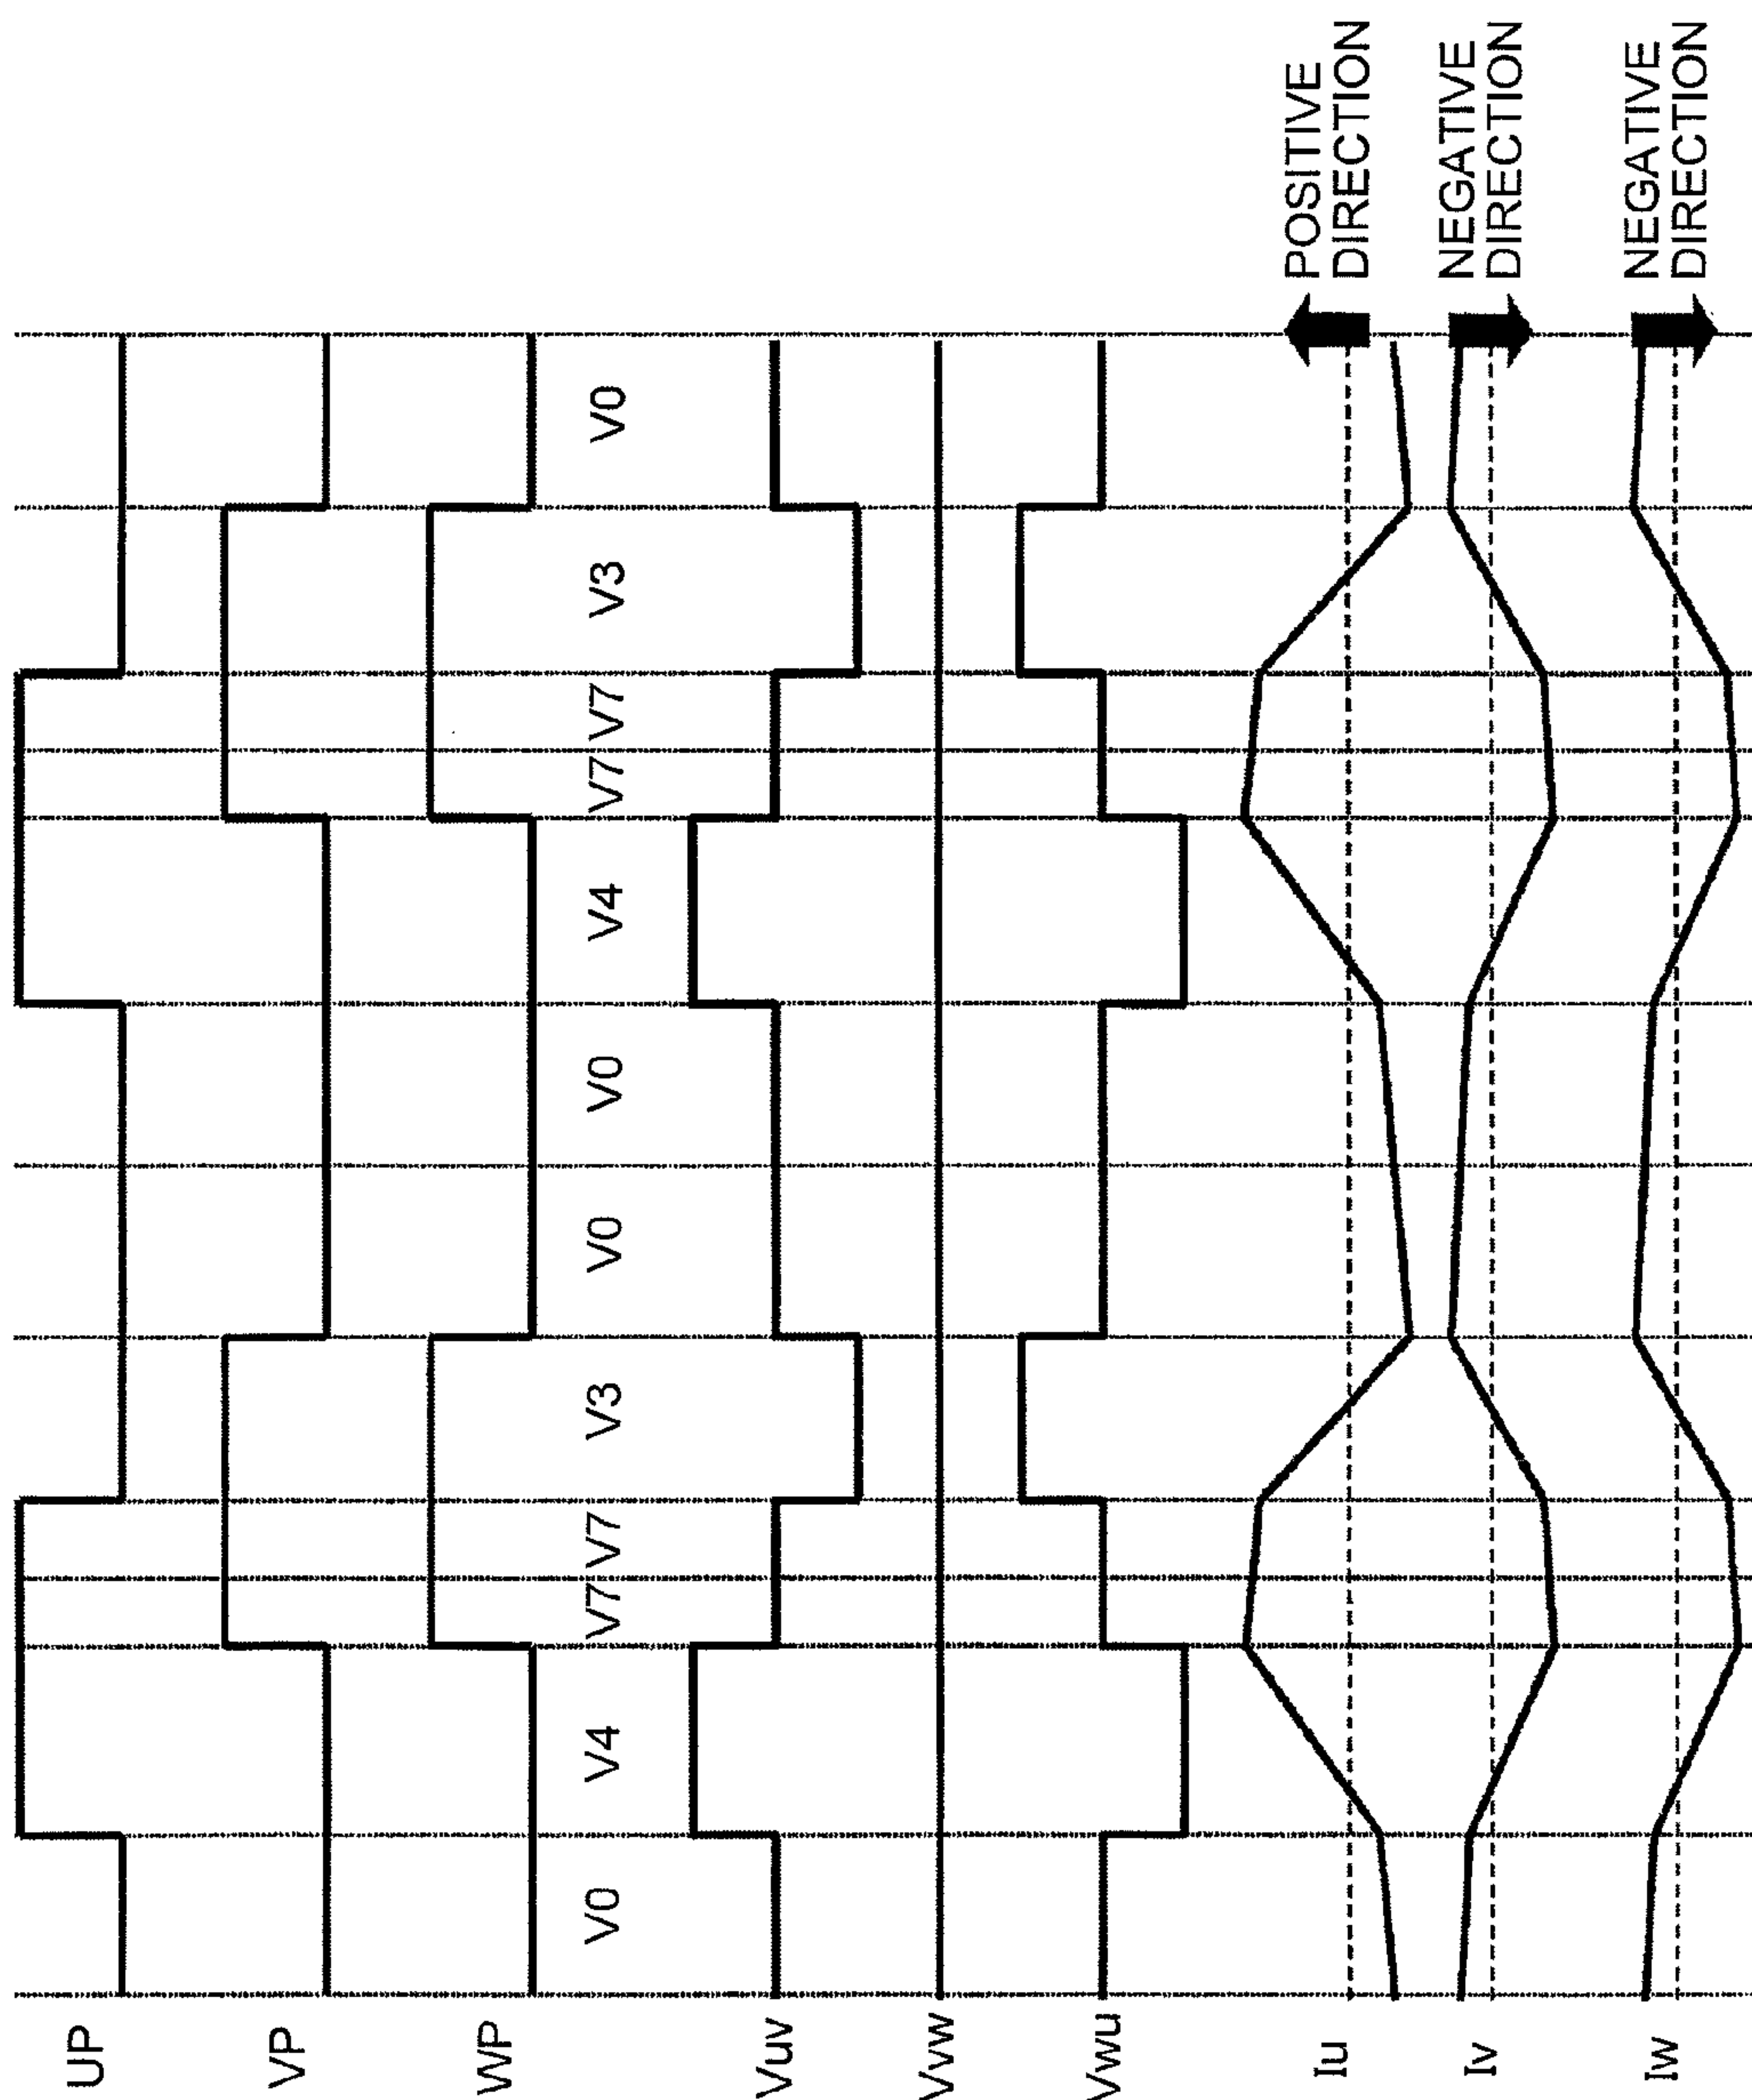 UP
VP
WP
V0
V4
V7
V7
V3
V0
V0
V4
V7
V7
V3
V0
Vuv
Vvw
Vwu
Iu
POSITIVE
DIRECTION
Iv
NEGATIVE
DIRECTION
Iw
NEGATIVE
DIRECTION